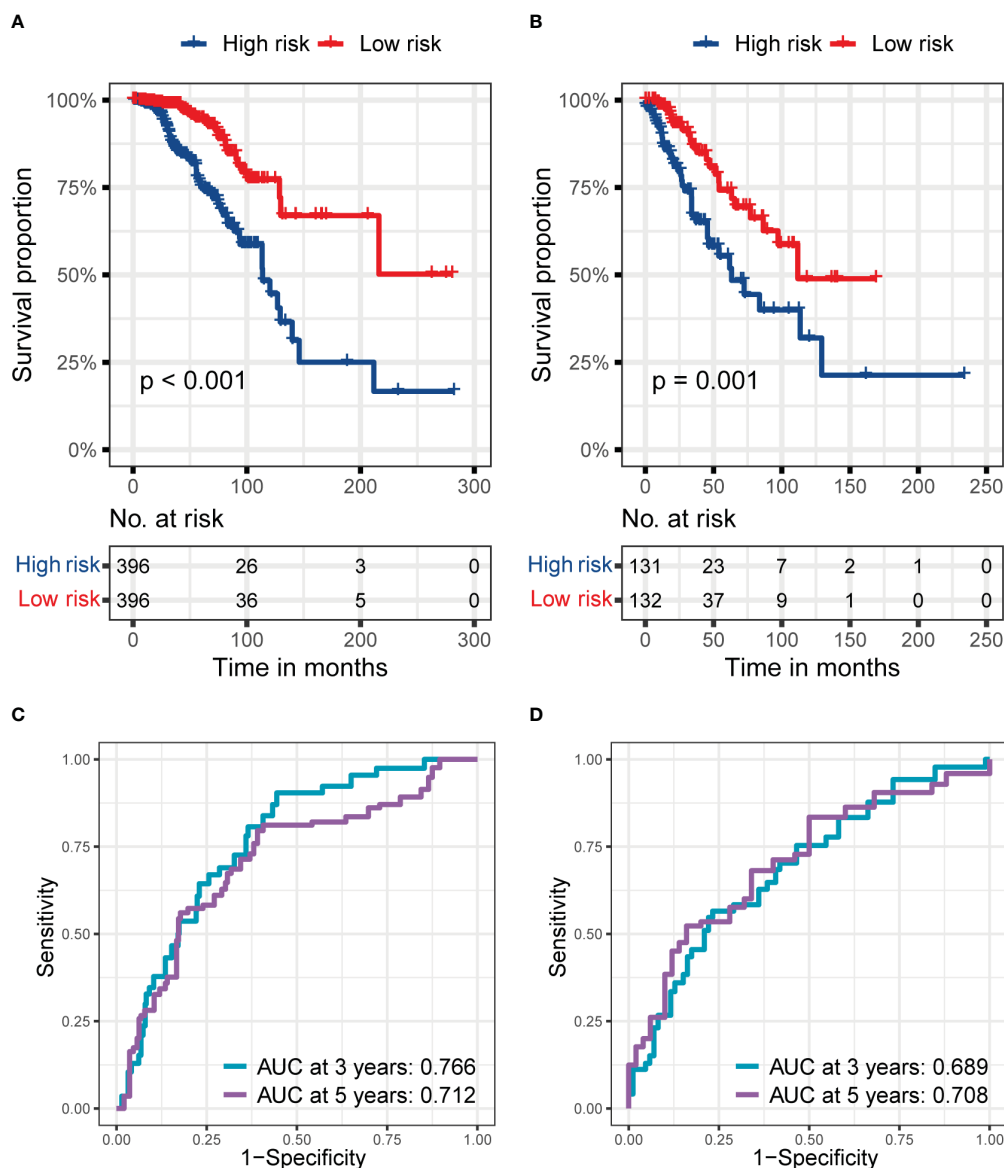 A
High risk Low risk
100%
75%
50%
25%
0%
Survival proportion
p < 0.001
0 100 200 300
No. at risk
High risk 396 26 3 0
Low risk 396 36 5 0
0 100 200 300
Time in months
B
High risk Low risk
100%
75%
50%
25%
0%
Survival proportion
p = 0.001
0 50 100 150 200 250
No. at risk
High risk 131 23 7 2 1 0
Low risk 132 37 9 1 0 0
0 50 100 150 200 250
Time in months
C
1.00
0.75
0.50
0.25
0.00
Sensitivity
AUC at 3 years: 0.766
AUC at 5 years: 0.712
0.00 0.25 0.50 0.75 1.00
1−Specificity
D
1.00
0.75
0.50
0.25
0.00
Sensitivity
AUC at 3 years: 0.689
AUC at 5 years: 0.708
0.00 0.25 0.50 0.75 1.00
1−Specificity